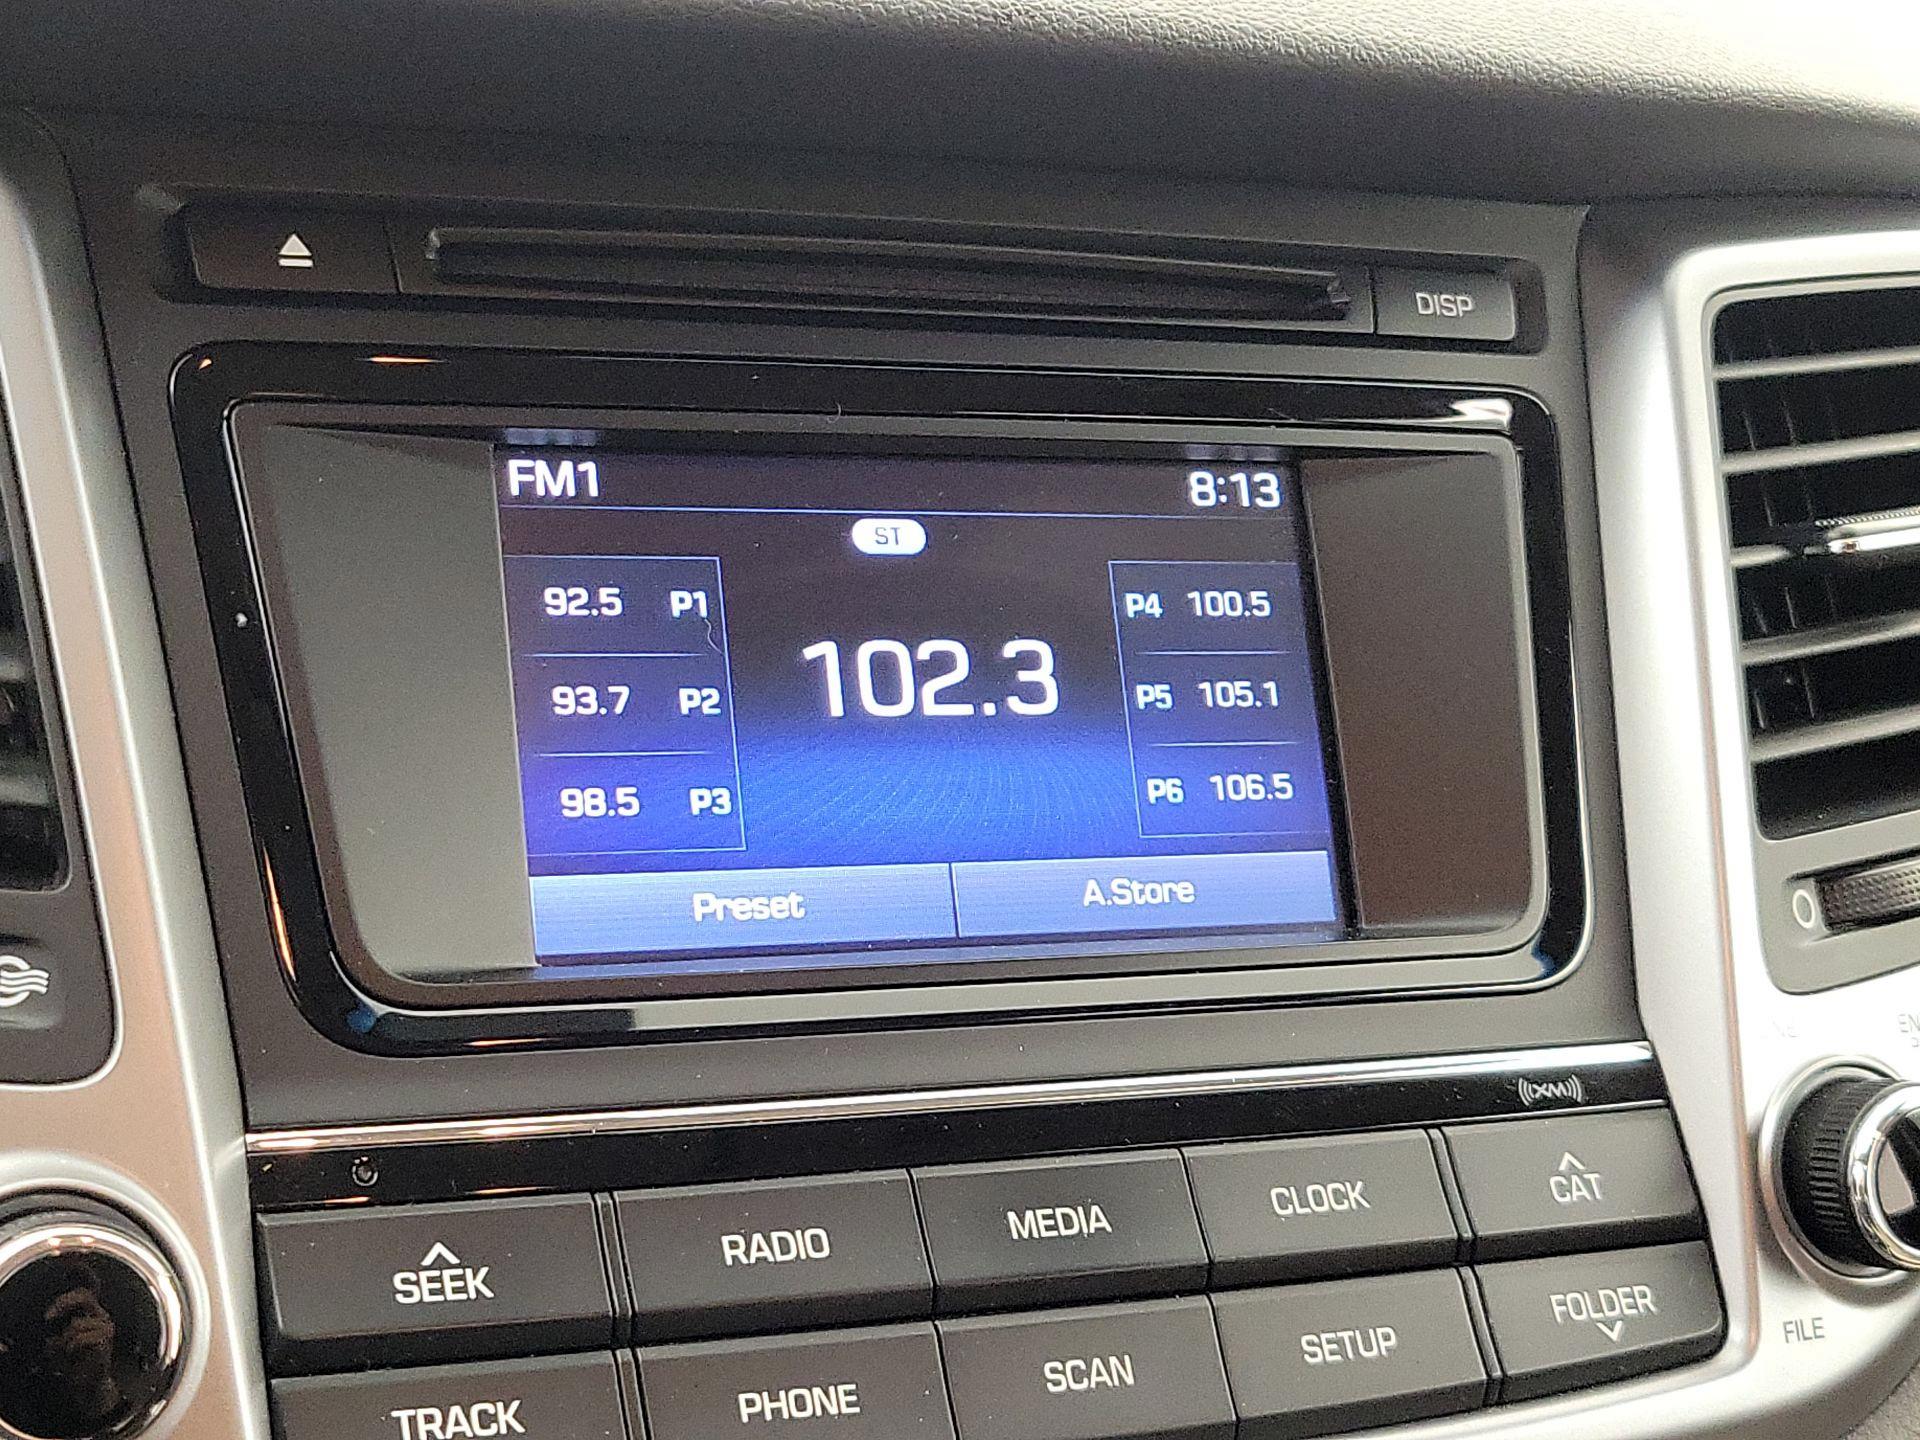 DISP
FM1 8:13
ST
92.5 P1
93.7 P2
98.5 P3
102.3
P4 100.5
P5 105.1
P6 106.5
Preset A.Store
((XM))
SEEK RADIO MEDIA CLOCK CAT
TRACK PHONE SCAN SETUP FOLDER
FILE